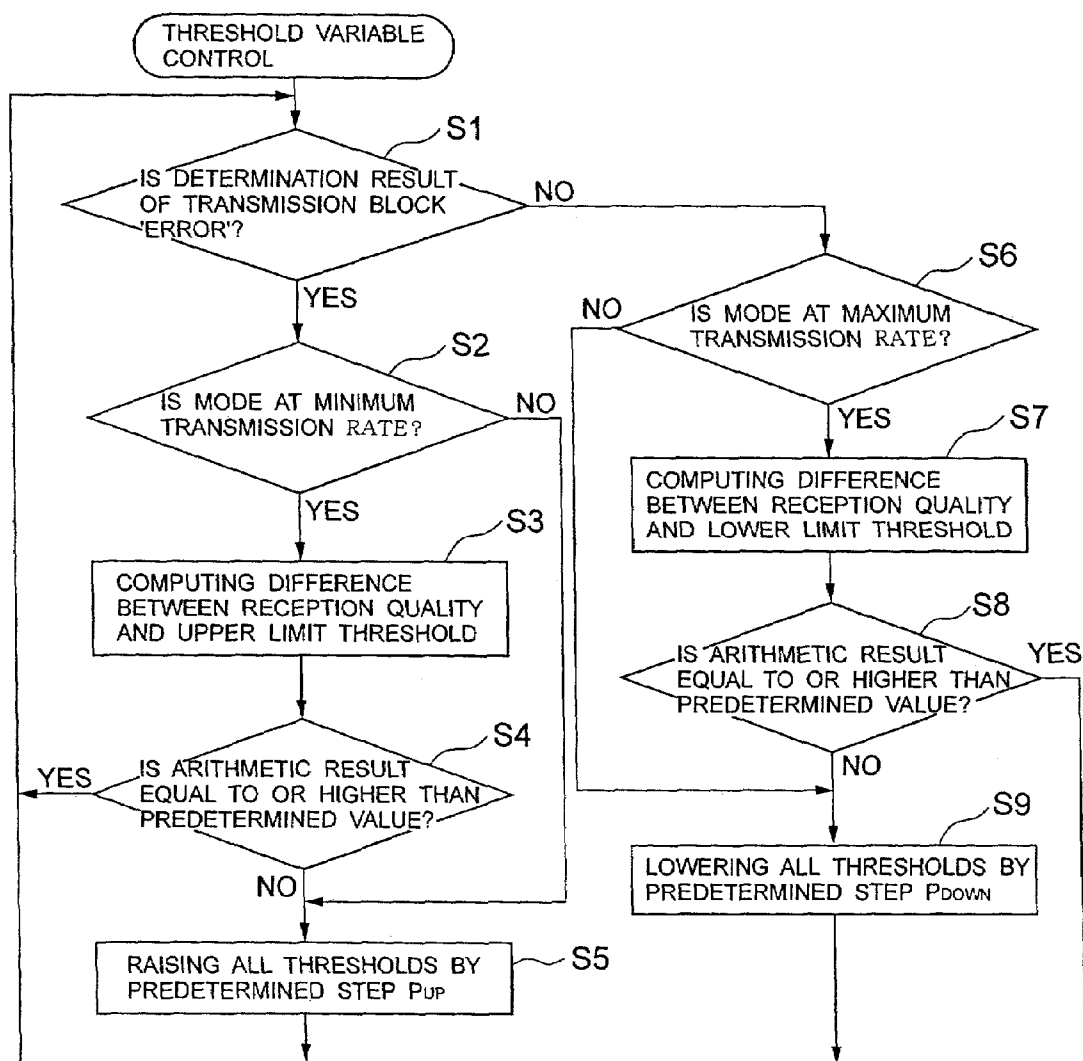 THRESHOLD VARIABLE
CONTROL
S1
IS DETERMINATION RESULT
OF TRANSMISSION BLOCK
'ERROR'?
NO
YES
S2
IS MODE AT MINIMUM
TRANSMISSION RATE?
NO
YES
S3
COMPUTING DIFFERENCE
BETWEEN RECEPTION QUALITY
AND UPPER LIMIT THRESHOLD
S4
IS ARITHMETIC RESULT
EQUAL TO OR HIGHER THAN
PREDETERMINED VALUE?
YES
NO
S5
RAISING ALL THRESHOLDS BY
PREDETERMINED STEP PUP
S6
IS MODE AT MAXIMUM
TRANSMISSION RATE?
NO
YES
S7
COMPUTING DIFFERENCE
BETWEEN RECEPTION QUALITY
AND LOWER LIMIT THRESHOLD
S8
IS ARITHMETIC RESULT
EQUAL TO OR HIGHER THAN
PREDETERMINED VALUE?
YES
NO
S9
LOWERING ALL THRESHOLDS BY
PREDETERMINED STEP PDOWN